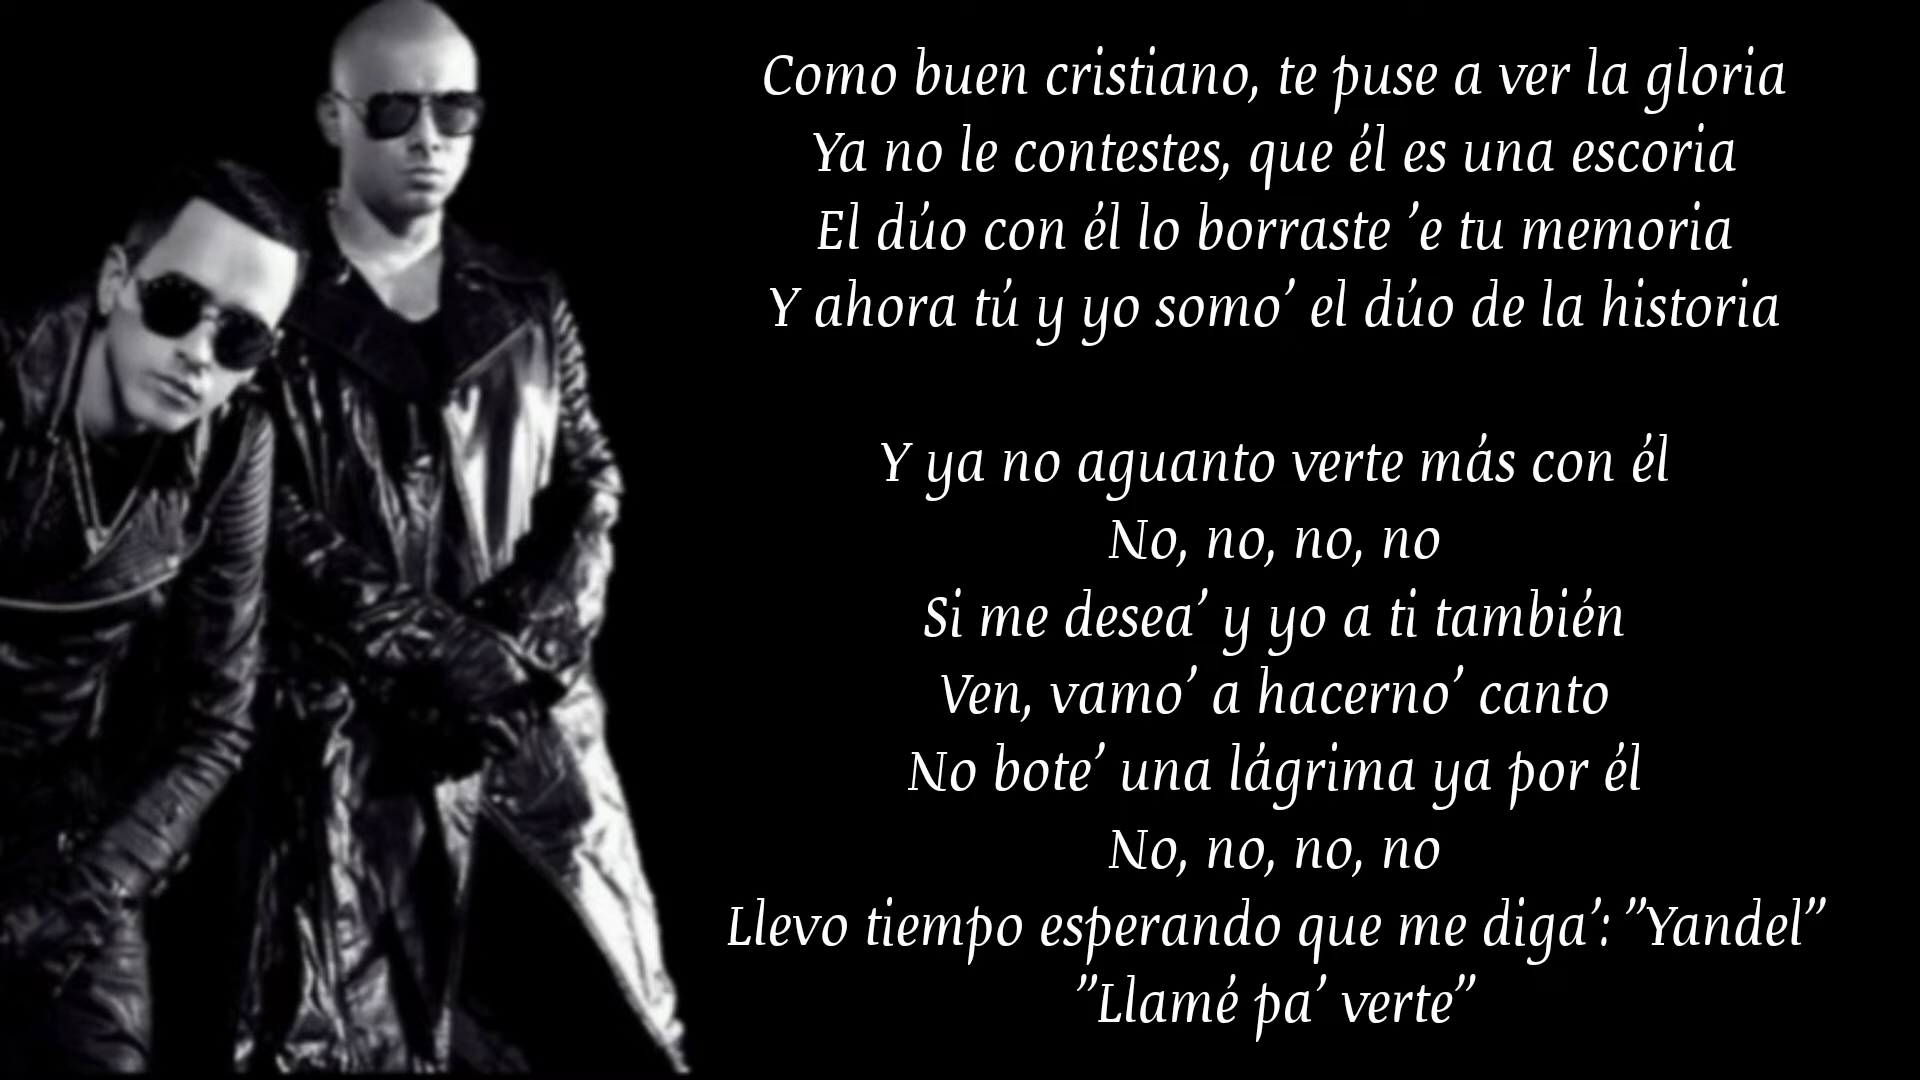 Como buen cristiano, te puse a ver la gloria
Ya no le contestes, que él es una escoria
El dúo con él lo borraste ’e tu memoria
Y ahora tú y yo somo’ el dúo de la historia
Y ya no aguanto verte más con él
No, no, no, no
Si me desea’ y yo a ti también
Ven, vamo’ a hacerno’ canto
No bote’ una lágrima ya por él
No, no, no, no
Llevo tiempo esperando que me diga’: ”Yandel”
”Llamé pa’ verte”